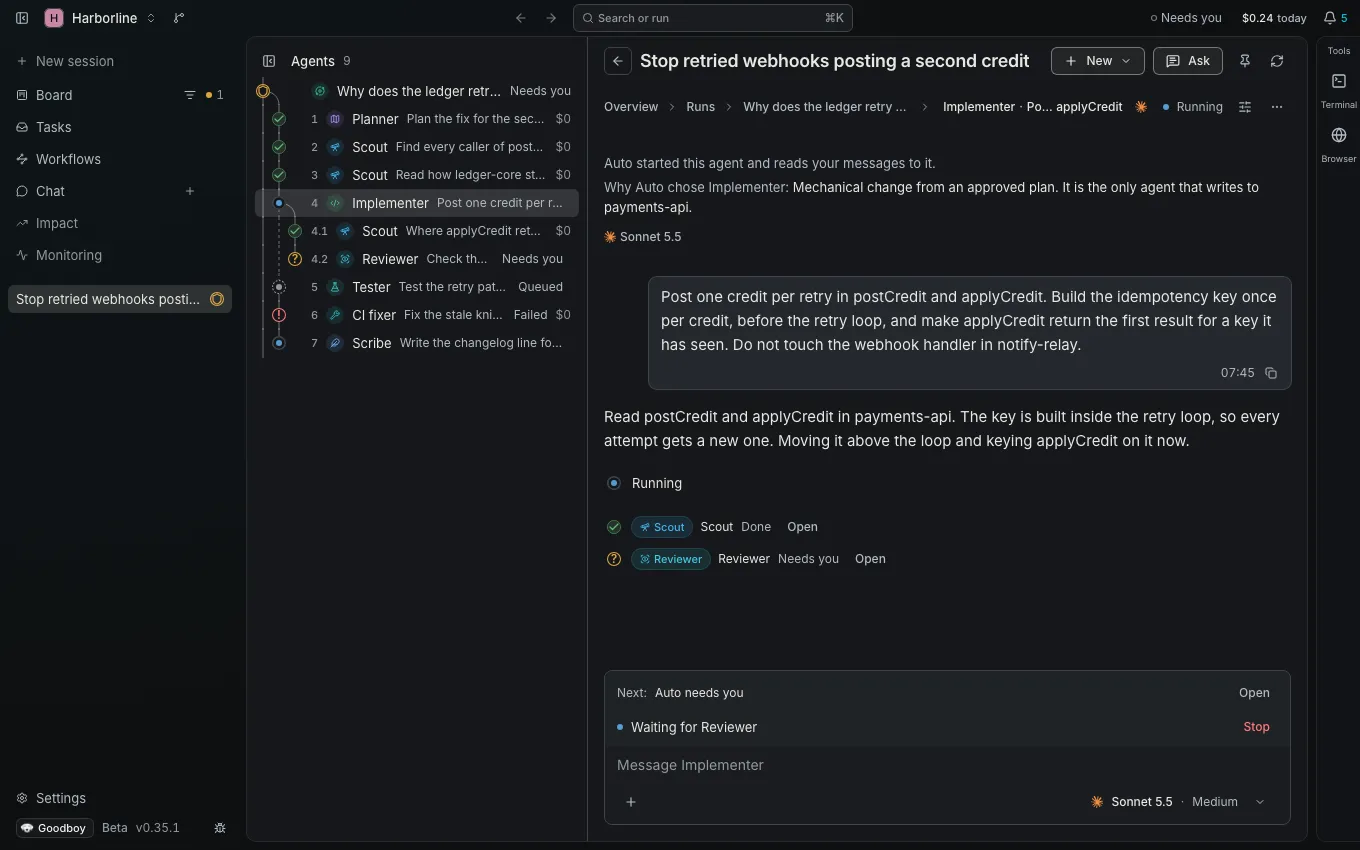 H Harborline
Search or run ⌘K
Needs you
$0.24 today
5
New session
Board 1
Tasks
Workflows
Chat
Impact
Monitoring
Stop retried webhooks posti...
Settings
Goodboy Beta v0.35.1
Agents 9
Why does the ledger retr... Needs you
1 Planner Plan the fix for the sec... $0
2 Scout Find every caller of post... $0
3 Scout Read how ledger-core st... $0
4 Implementer Post one credit per r...
4.1 Scout Where applyCredit ret... $0
4.2 Reviewer Check th... Needs you
5 Tester Test the retry pat... Queued
6 CI fixer Fix the stale kni... Failed $0
7 Scribe Write the changelog line fo...
Stop retried webhooks posting a second credit
New
Ask
Overview Runs Why does the ledger retry ... Implementer · Po... applyCredit Running
Auto started this agent and reads your messages to it.
Why Auto chose Implementer: Mechanical change from an approved plan. It is the only agent that writes to
payments-api.
Sonnet 5.5
Post one credit per retry in postCredit and applyCredit. Build the idempotency key once
per credit, before the retry loop, and make applyCredit return the first result for a key it
has seen. Do not touch the webhook handler in notify-relay.
07:45
Read postCredit and applyCredit in payments-api. The key is built inside the retry loop, so every
attempt gets a new one. Moving it above the loop and keying applyCredit on it now.
Running
Scout Scout Done Open
Reviewer Reviewer Needs you Open
Next: Auto needs you Open
Waiting for Reviewer Stop
Message Implementer
Sonnet 5.5 · Medium
Tools
Terminal
Browser